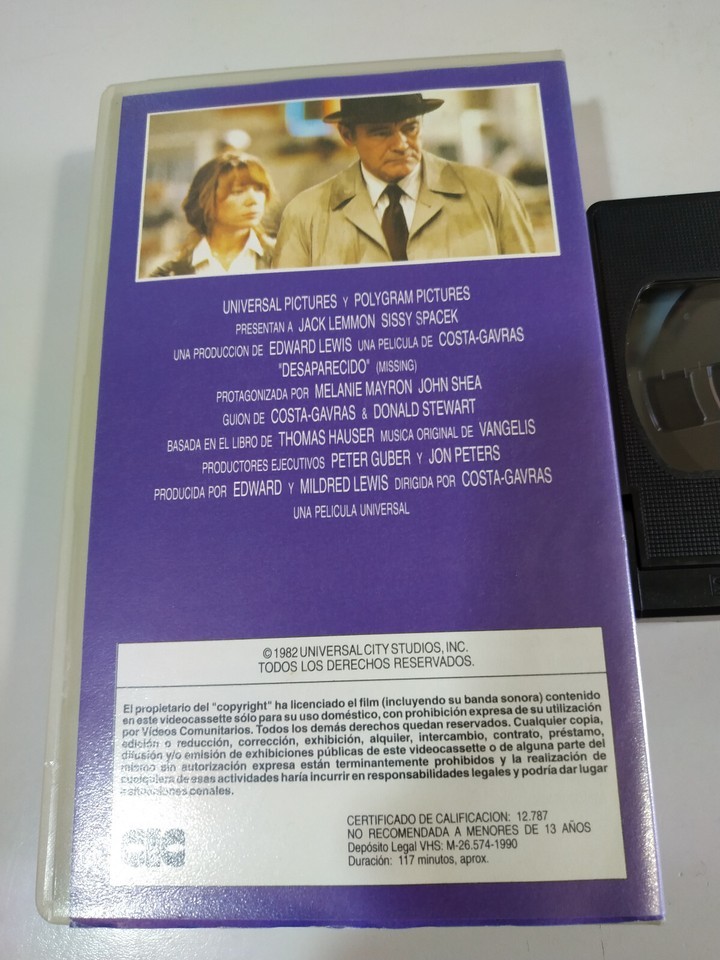 UNIVERSAL PICTURES Y POLYGRAM PICTURES
PRESENTAN A JACK LEMMON SISSY SPACEK
UNA PRODUCCION DE EDWARD LEWIS UNA PELICULA DE COSTA-GAVRAS
"DESAPARECIDO" (MISSING)
PROTAGONIZADA POR MELANIE MAYRON JOHN SHEA
GUION DE COSTA-GAVRAS & DONALD STEWART
BASADA EN EL LIBRO DE THOMAS HAUSER MUSICA ORIGINAL DE VANGELIS
PRODUCTORES EJECUTIVOS PETER GUBER Y JON PETERS
PRODUCIDA POR EDWARD Y MILDRED LEWIS DIRIGIDA POR COSTA-GAVRAS
UNA PELICULA UNIVERSAL
© 1982 UNIVERSAL CITY STUDIOS, INC.
TODOS LOS DERECHOS RESERVADOS.
El propietario del "copyright" ha licenciado el film (incluyendo su banda sonora) contenido
en este videocassette sólo para su uso doméstico, con prohibición expresa de su utilización
por Vídeos Comunitarios. Todos los demás derechos quedan reservados. Cualquier copia,
edición o reducción, corrección, exhibición, alquiler, intercambio, contrato, préstamo,
difusión y/o emisión de exhibiciones públicas de este videocassette o de alguna parte del
mismo sin autorización expresa están terminantemente prohibidos y la realización de
cualquiera de esas actividades haría incurrir en responsabilidades legales y podría dar lugar
a situaciones penales.
CIC
CERTIFICADO DE CALIFICACION: 12.787
NO RECOMENDADA A MENORES DE 13 AÑOS
Depósito Legal VHS: M-26.574-1990
Duración: 117 minutos, aprox.